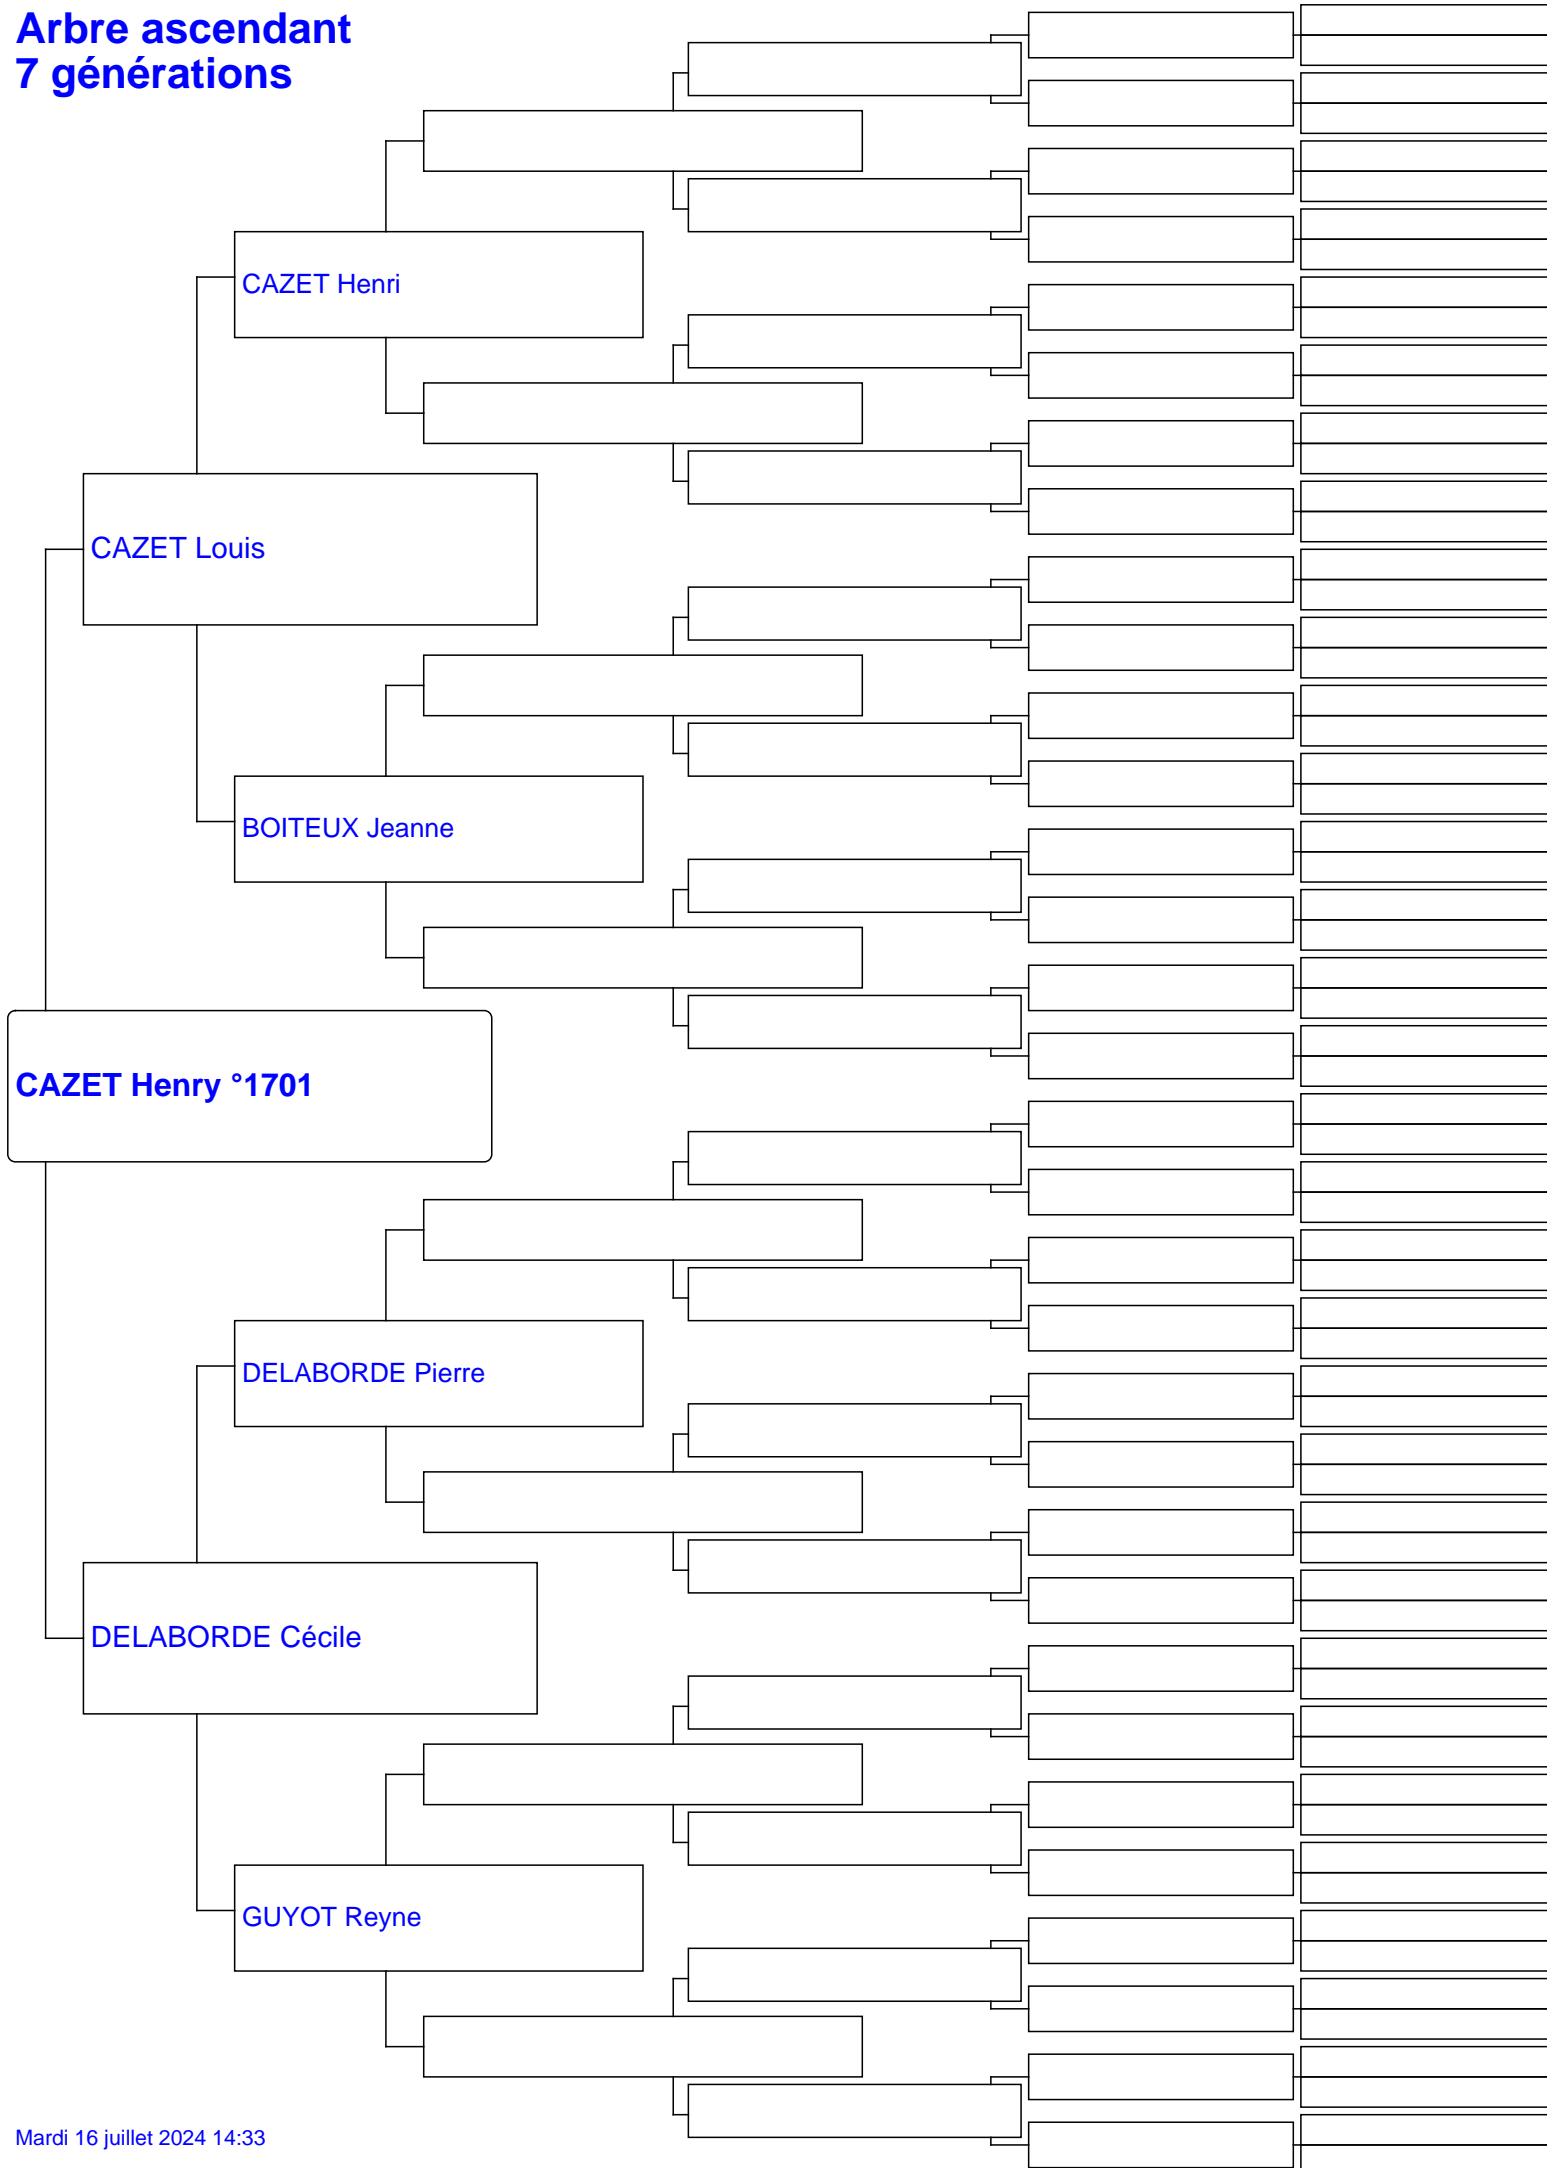 Arbre ascendant
7 générations
CAZET Henri
CAZET Louis
BOITEUX Jeanne
CAZET Henry °1701
DELABORDE Pierre
DELABORDE Cécile
GUYOT Reyne
Mardi 16 juillet 2024 14:33